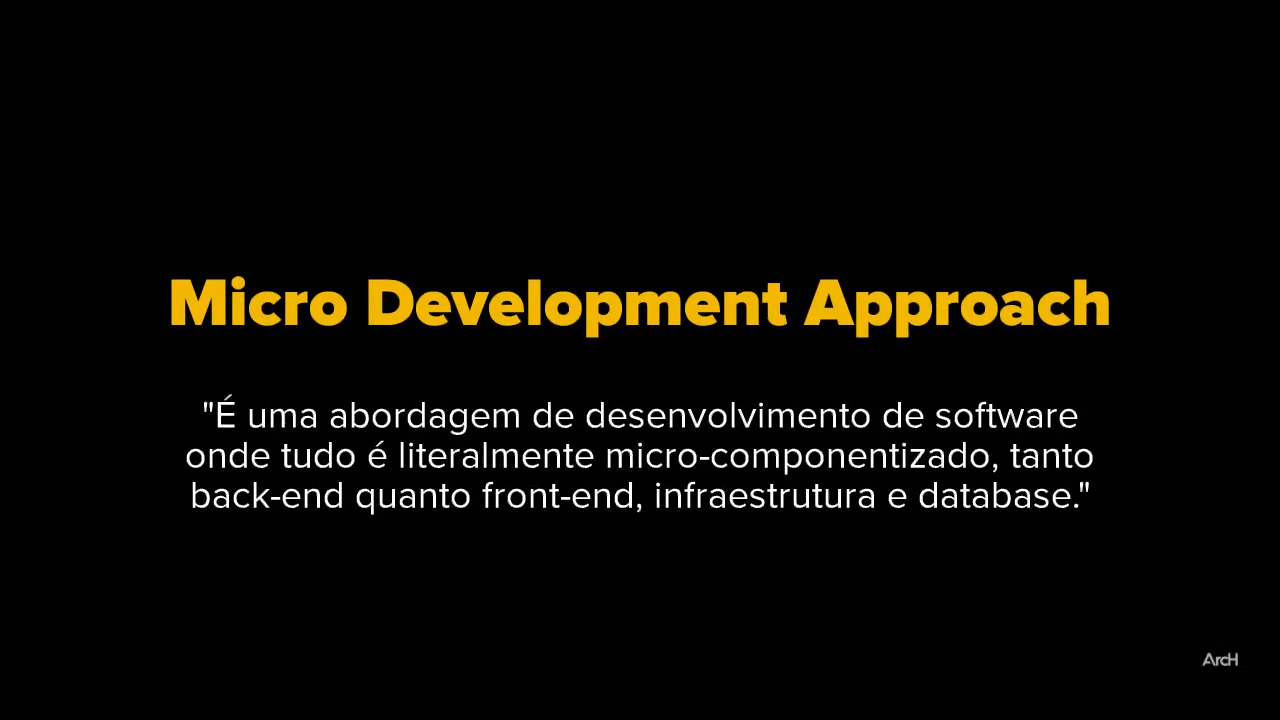 Micro Development Approach
"É uma abordagem de desenvolvimento de software
onde tudo é literalmente micro-componentizado, tanto
back-end quanto front-end, infraestrutura e database."
ArcH